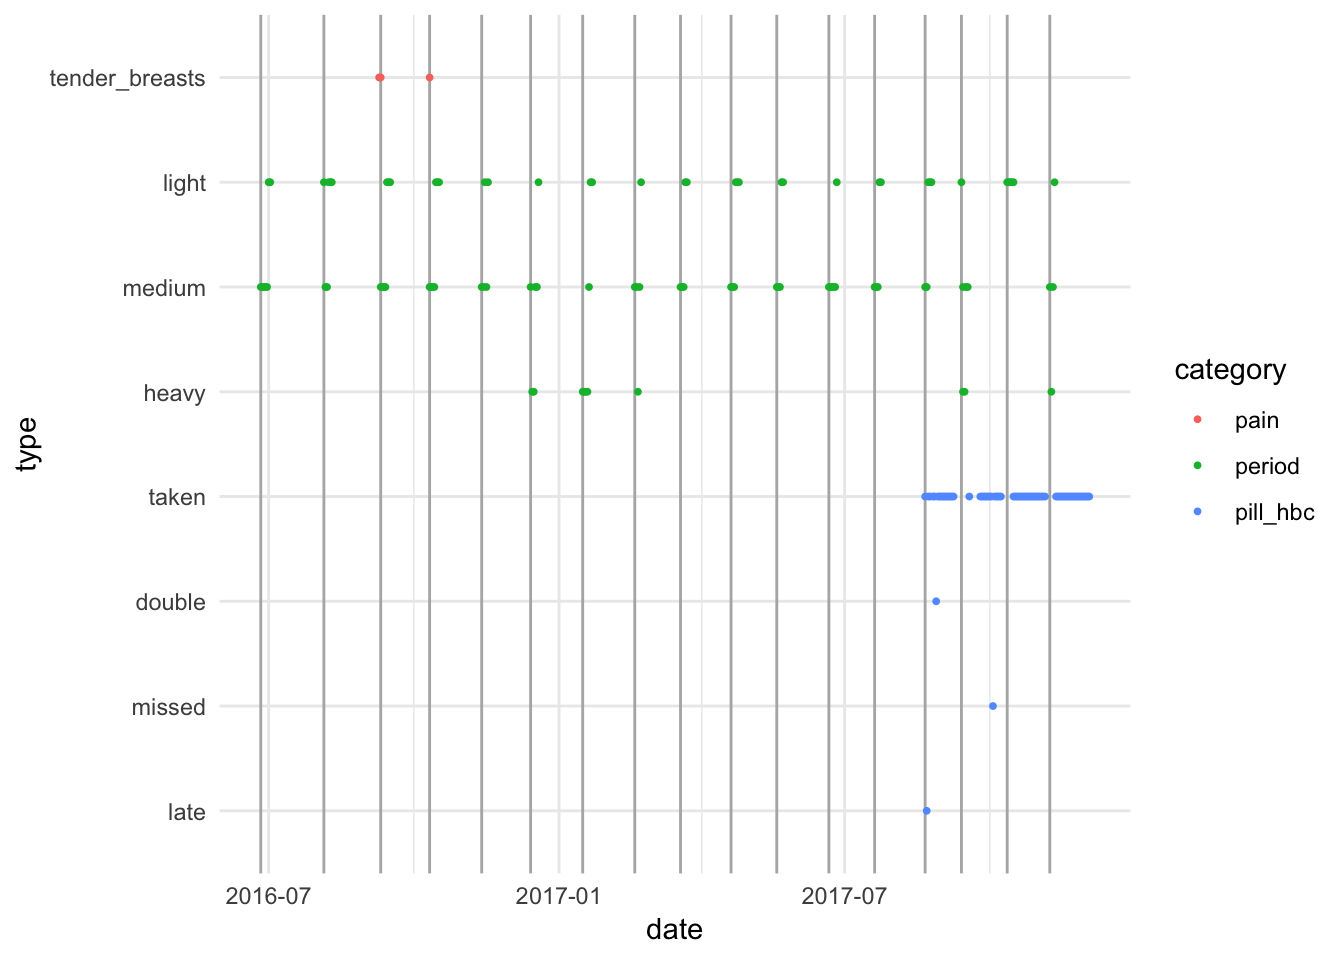 tender_breasts
light
medium
heavy
taken
double
missed
late
type
2016-07
2017-01
2017-07
date
category
pain
period
pill_hbc